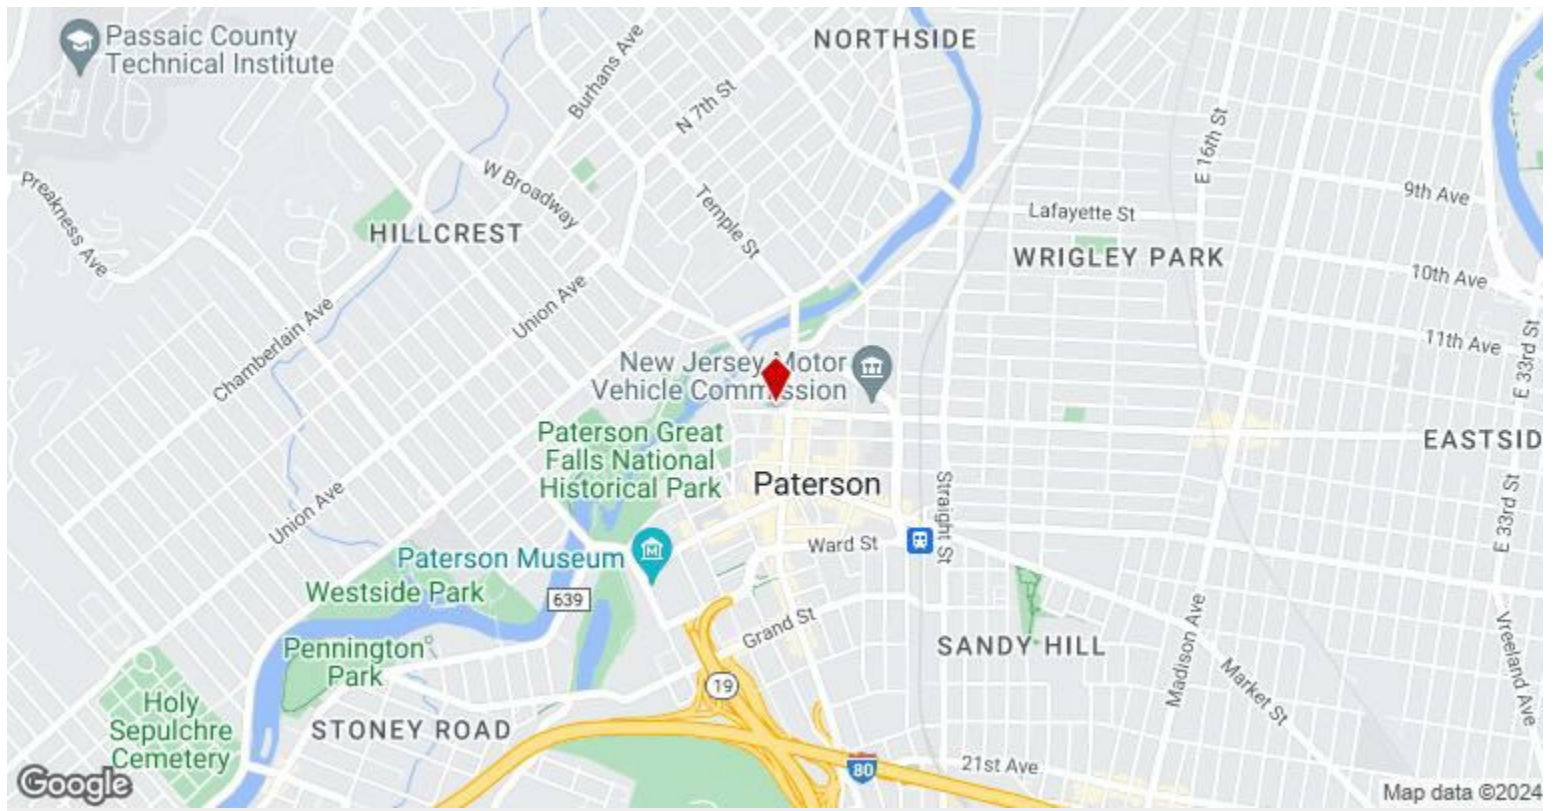 Passaic County
Technical Institute
NORTHSIDE
Burhans Ave
N 7th St
E 16th St
W Broadway
Preakness Ave
Temple St
9th Ave
Lafayette St
HILLCREST
WRIGLEY PARK
10th Ave
Union Ave
Chamberlain Ave
11th Ave
E 33rd St
New Jersey Motor
Vehicle Commission
Paterson Great
Falls National
Historical Park
EASTSID
Paterson
Straight St
Union Ave
E 33rd St
Ward St
Paterson Museum
Westside Park
639
Grand St
SANDY HILL
Madison Ave
Vreeland Ave
Pennington
Park
19
Market St
Holy
Sepulchre
Cemetery
STONEY ROAD
80
21st Ave
Google
Map data ©2024